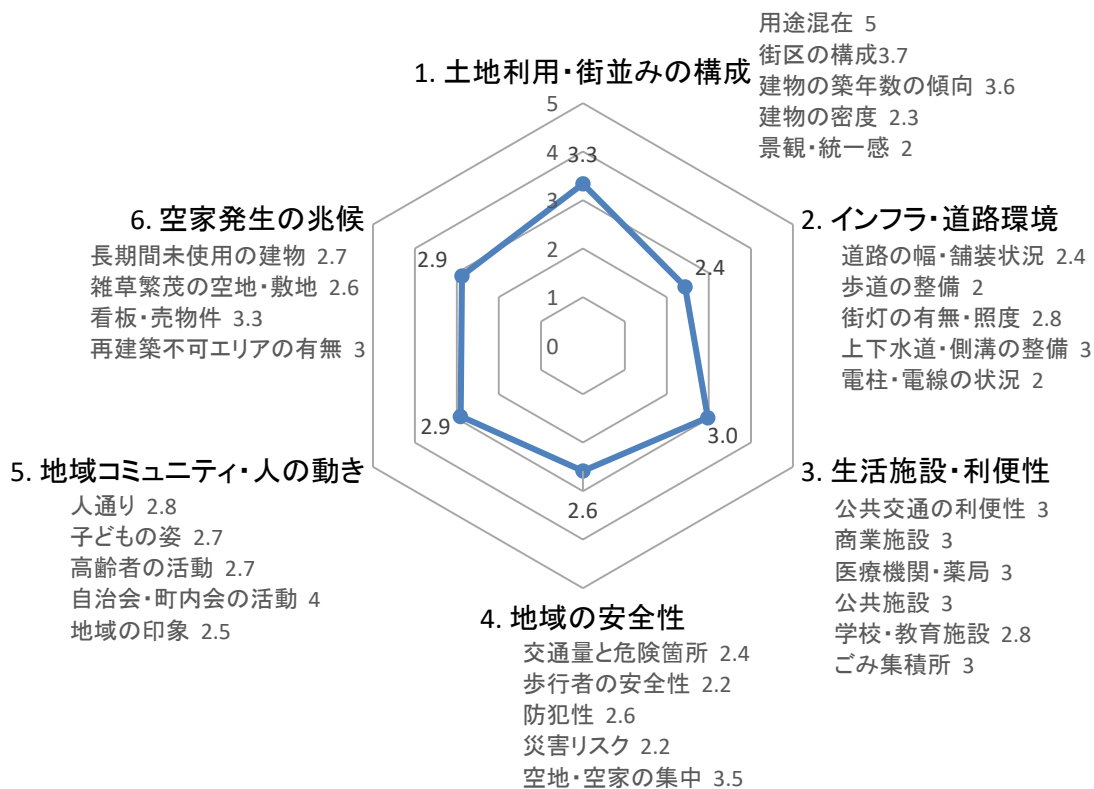 1. 土地利用・街並みの構成
用途混在 5
街区の構成3.7
建物の築年数の傾向 3.6
建物の密度 2.3
景観・統一感 2
2. インフラ・道路環境
道路の幅・舗装状況 2.4
歩道の整備 2
街灯の有無・照度 2.8
上下水道・側溝の整備 3
電柱・電線の状況 2
3. 生活施設・利便性
公共交通の利便性 3
商業施設 3
医療機関・薬局 3
公共施設 3
学校・教育施設 2.8
ごみ集積所 3
4. 地域の安全性
交通量と危険箇所 2.4
歩行者の安全性 2.2
防犯性 2.6
災害リスク 2.2
空地・空家の集中 3.5
5. 地域コミュニティ・人の動き
人通り 2.8
子どもの姿 2.7
高齢者の活動 2.7
自治会・町内会の活動 4
地域の印象 2.5
6. 空家発生の兆候
長期間未使用の建物 2.7
雑草繁茂の空地・敷地 2.6
看板・売物件 3.3
再建築不可エリアの有無 3
5
4
3
2
1
0
3.3
2.4
3.0
2.6
2.9
2.9